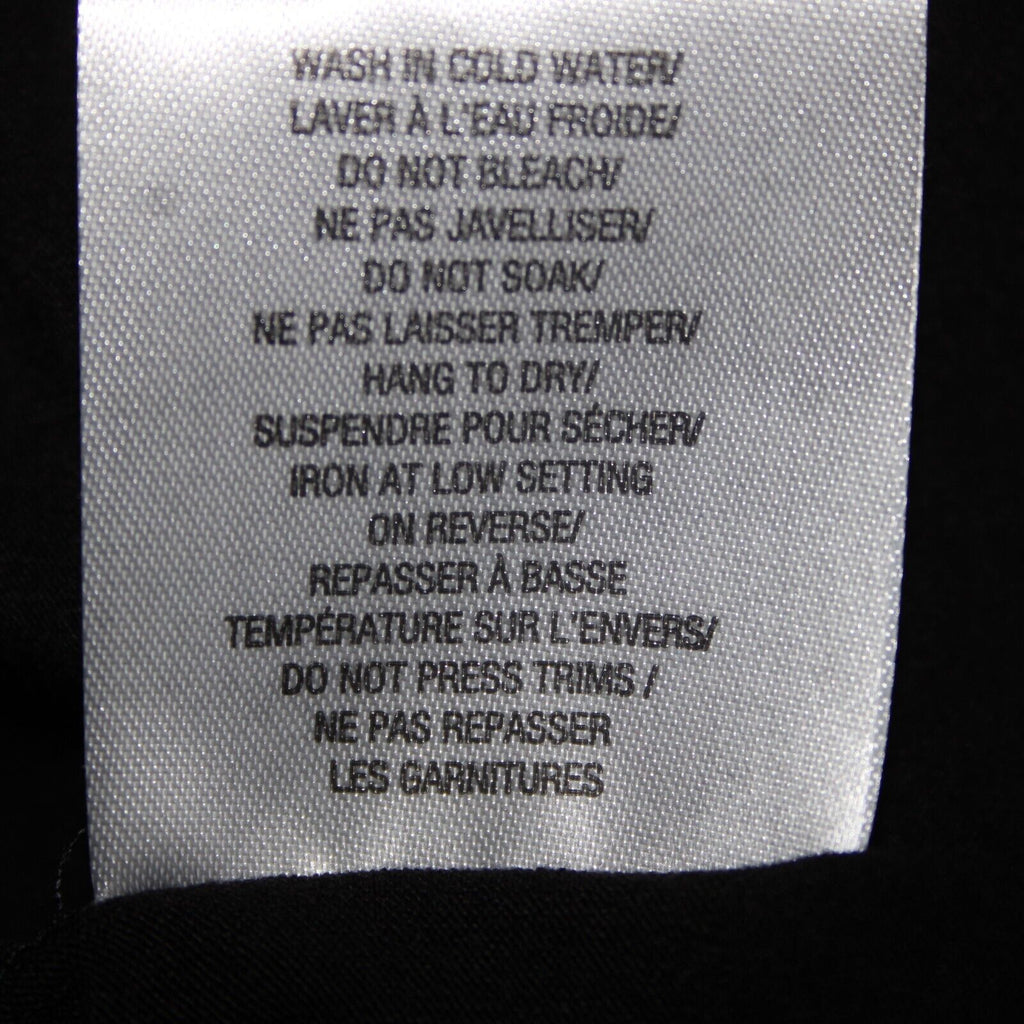 WASH IN COLD WATER/
LAVER À L'EAU FROIDE/
DO NOT BLEACH/
NE PAS JAVELLISER/
DO NOT SOAK/
NE PAS LAISSER TREMPER/
HANG TO DRY/
SUSPENDRE POUR SÉCHER/
IRON AT LOW SETTING
ON REVERSE/
REPASSER À BASSE
TEMPÉRATURE SUR L'ENVERS/
DO NOT PRESS TRIMS /
NE PAS REPASSER
LES GARNITURES